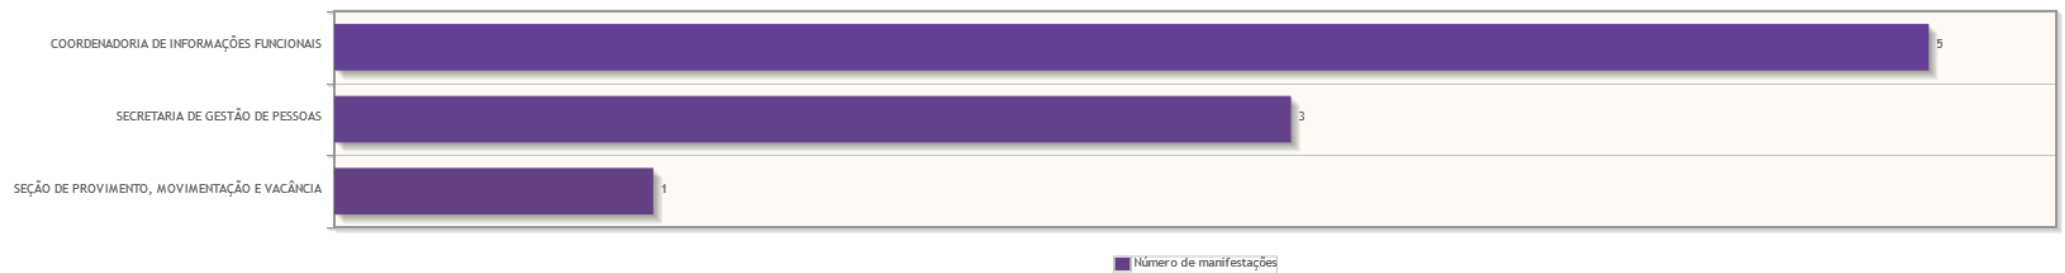 COORDENADORIA DE INFORMAÇÕES FUNCIONAIS
5
SECRETARIA DE GESTÃO DE PESSOAS
3
SEÇÃO DE PROVIMENTO, MOVIMENTAÇÃO E VACÂNCIA
1
Número de manifestações